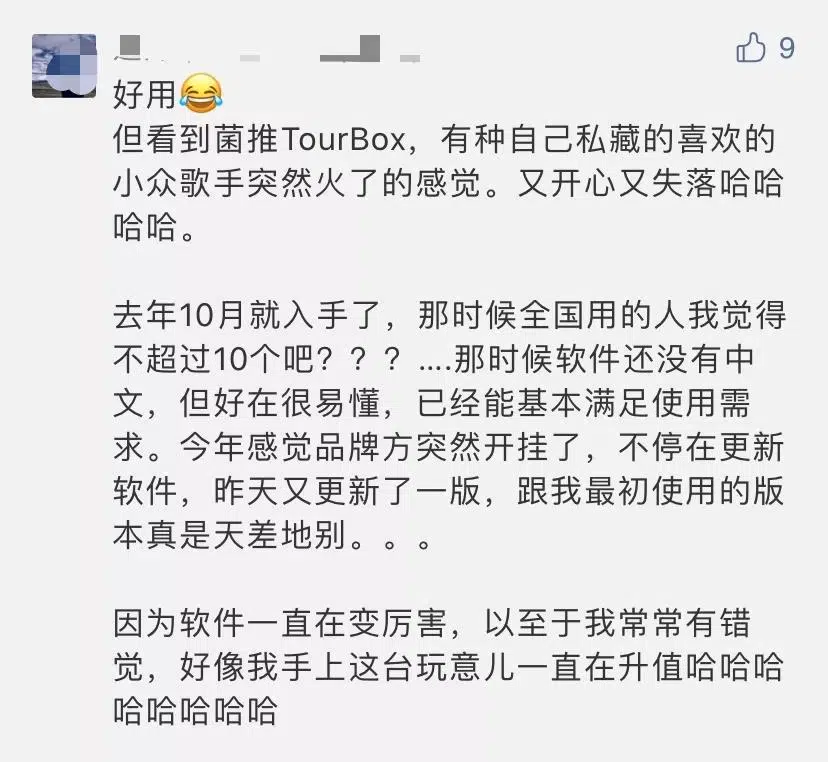 9
好用😂
但看到菌推TourBox，有种自己私藏的喜欢的
小众歌手突然火了的感觉。又开心又失落哈哈
哈哈。
去年10月就入手了，那时候全国用的人我觉得
不超过10个吧？？？....那时候软件还没有中
文，但好在很易懂，已经能基本满足使用需
求。今年感觉品牌方突然开挂了，不停在更新
软件，昨天又更新了一版，跟我最初使用的版
本真是天差地别。。。
因为软件一直在变厉害，以至于我常常有错
觉，好像我手上这台玩意儿一直在升值哈哈哈
哈哈哈哈哈